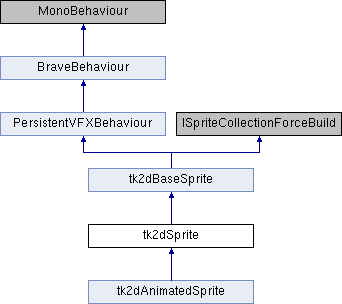 MonoBehaviour
BraveBehaviour
PersistentVFXBehaviour
ISpriteCollectionForceBuild
tk2dBaseSprite
tk2dSprite
tk2dAnimatedSprite